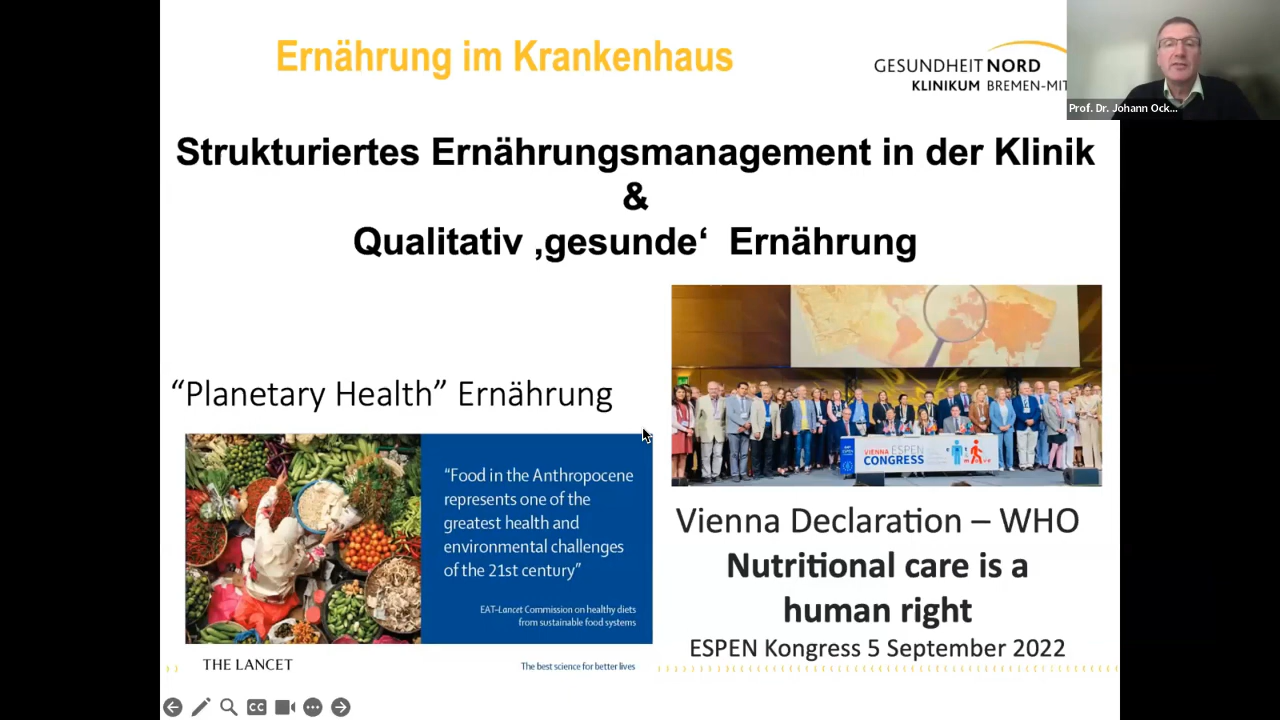 Ernährung im Krankenhaus
GESUNDHEIT NORD
KLINIKUM BREMEN-MIT
Prof. Dr. Johann Ock...
Strukturiertes Ernährungsmanagement in der Klinik
&
Qualitativ ‚gesunde‘ Ernährung
“Planetary Health” Ernährung
“Food in the Anthropocene
represents one of the
greatest health and
environmental challenges
of the 21st century”
EAT-Lancet Commission on healthy diets
from sustainable food systems
THE LANCET
The best science for better lives
VIENNA ESPEN
CONGRESS
Vienna Declaration – WHO
Nutritional care is a
human right
ESPEN Kongress 5 September 2022
CC